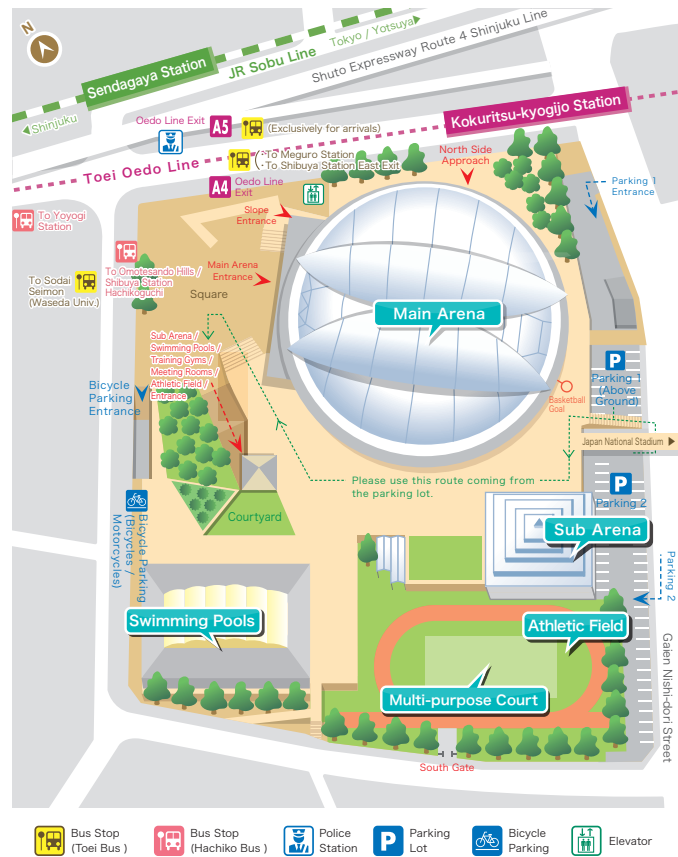 N
Sendagaya Station
JR Sobu Line
Tokyo / Yotsuya
Shuto Expressway Route 4 Shinjuku Line
Shinjuku
Oedo Line Exit
A5
(Exclusively for arrivals)
Kokuritsu-kyogijo Station
Toei Oedo Line
To Meguro Station
To Shibuya Station East Exit
A4
Oedo Line
Exit
North Side
Approach
Parking 1
Entrance
To Yoyogi
Station
Slope
Entrance
To Omotesando Hills /
Shibuya Station
Hachikoguchi
To Sodai
Seimon
(Waseda Univ.)
Main Arena
Entrance
Square
Main Arena
Sub Arena /
Swimming Pools /
Training Gyms /
Meeting Rooms /
Athletic Field /
Entrance
Bicycle
Parking
Entrance
P
Parking 1
(Above
Ground)
Basketball
Goal
Japan National Stadium
Please use this route coming from
the parking lot.
P
Parking 2
Courtyard
Bicycle Parking
(Bicycles /
Motorcycles)
Sub Arena
Parking 2
Swimming Pools
Athletic Field
Multi-purpose Court
Gaien Nishi-dori Street
South Gate
Bus Stop
(Toei Bus )
Bus Stop
(Hachiko Bus )
Police
Station
P
Parking
Lot
Bicycle
Parking
Elevator